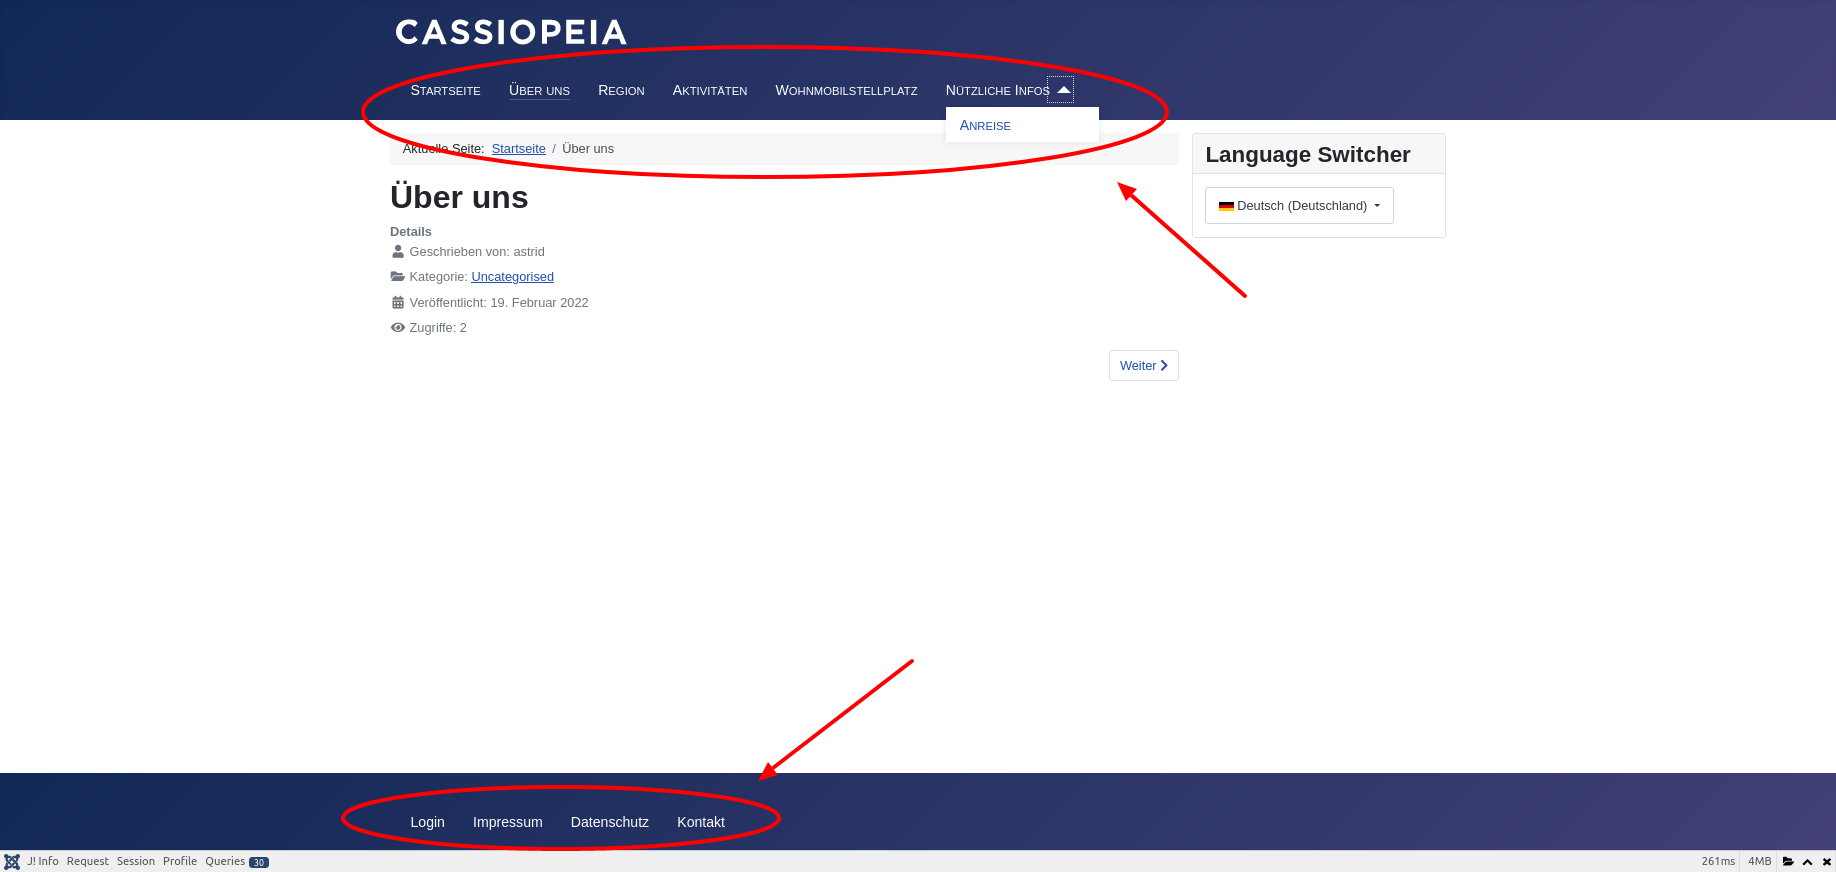 CASSIOPEIA
Startseite Über uns Region Aktivitäten Wohnmobilstellplatz Nützliche Infos
Anreise
Aktuelle Seite: Startseite / Über uns
Language Switcher
Deutsch (Deutschland)
Über uns
Details
Geschrieben von: astrid
Kategorie: Uncategorised
Veröffentlicht: 19. Februar 2022
Zugriffe: 2
Weiter
Login Impressum Datenschutz Kontakt
J! Info Request Session Profile Queries 30 261ms 4MB